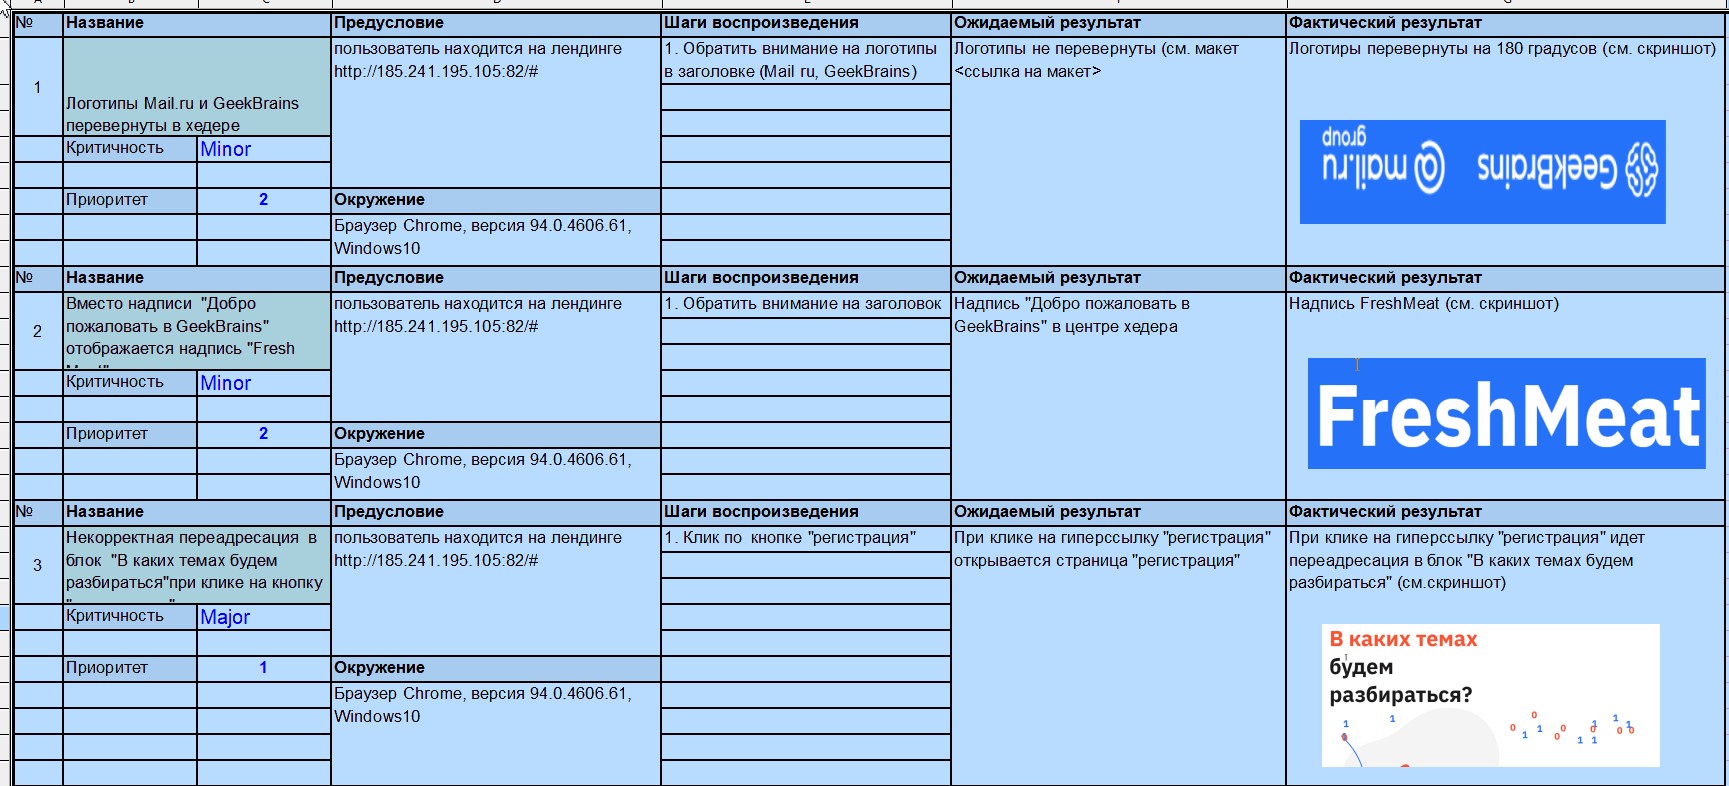 № Название Предусловие Шаги воспроизведения Ожидаемый результат Фактический результат
1
Логотипы Mail.ru и GeekBrains
перевернуты в хедере
пользователь находится на лендинге
http://185.241.195.105:82/#
1. Обратить внимание на логотипы
в заголовке (Mail ru, GeekBrains)
Логотипы не перевернуты (см. макет
<ссылка на макет>
Логотиры перевернуты на 180 градусов (см. скриншот)
GeekBrains @mail.ru
group
Критичность Minor
Приоритет 2 Окружение
Браузер Chrome, версия 94.0.4606.61,
Windows10
№ Название Предусловие Шаги воспроизведения Ожидаемый результат Фактический результат
2
Вместо надписи "Добро
пожаловать в GeekBrains"
отображается надпись "Fresh
пользователь находится на лендинге
http://185.241.195.105:82/#
1. Обратить внимание на заголовок
Надпись "Добро пожаловать в
GeekBrains" в центре хедера
Надпись FreshMeat (см. скриншот)
FreshMeat
Критичность Minor
Приоритет 2 Окружение
Браузер Chrome, версия 94.0.4606.61,
Windows10
№ Название Предусловие Шаги воспроизведения Ожидаемый результат Фактический результат
3
Некорректная переадресация в
блок "В каких темах будем
разбираться"при клике на кнопку
пользователь находится на лендинге
http://185.241.195.105:82/#
1. Клик по кнопке "регистрация"
При клике на гиперссылку "регистрация"
открывается страница "регистрация"
При клике на гиперссылку "регистрация" идет
переадресация в блок "В каких темах будем
разбираться" (см.скриншот)
В каких темах
будем
разбираться?
Критичность Major
Приоритет 1 Окружение
Браузер Chrome, версия 94.0.4606.61,
Windows10